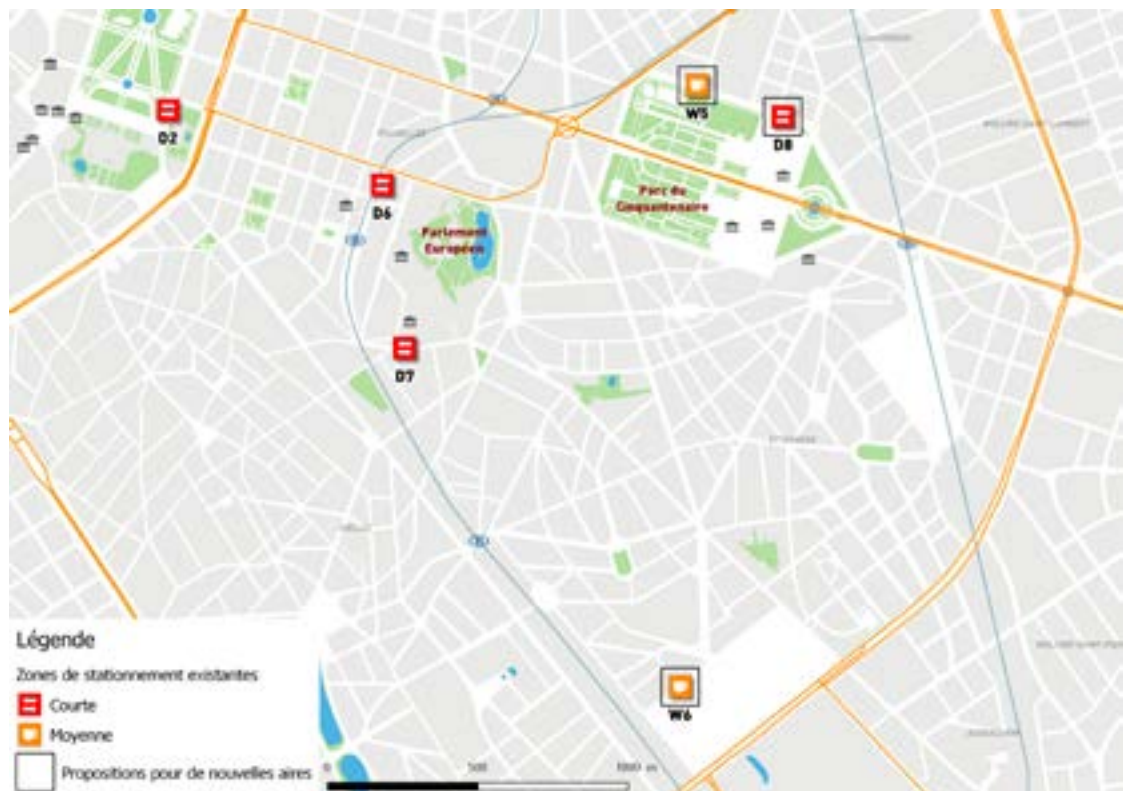 W5
D8
D2
D6
Parc du
Cinquantenaire
Parlement
Européen
D7
W6
Légende
Zones de stationnement existantes
Courte
Moyenne
Propositions pour de nouvelles aires
0 500 1000 m